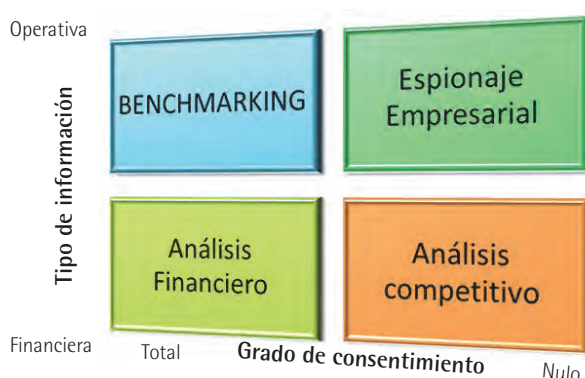 Operativa
BENCHMARKING
Espionaje
Empresarial
Tipo de información
Análisis
Financiero
Análisis
competitivo
Financiera
Total
Grado de consentimiento
Nulo